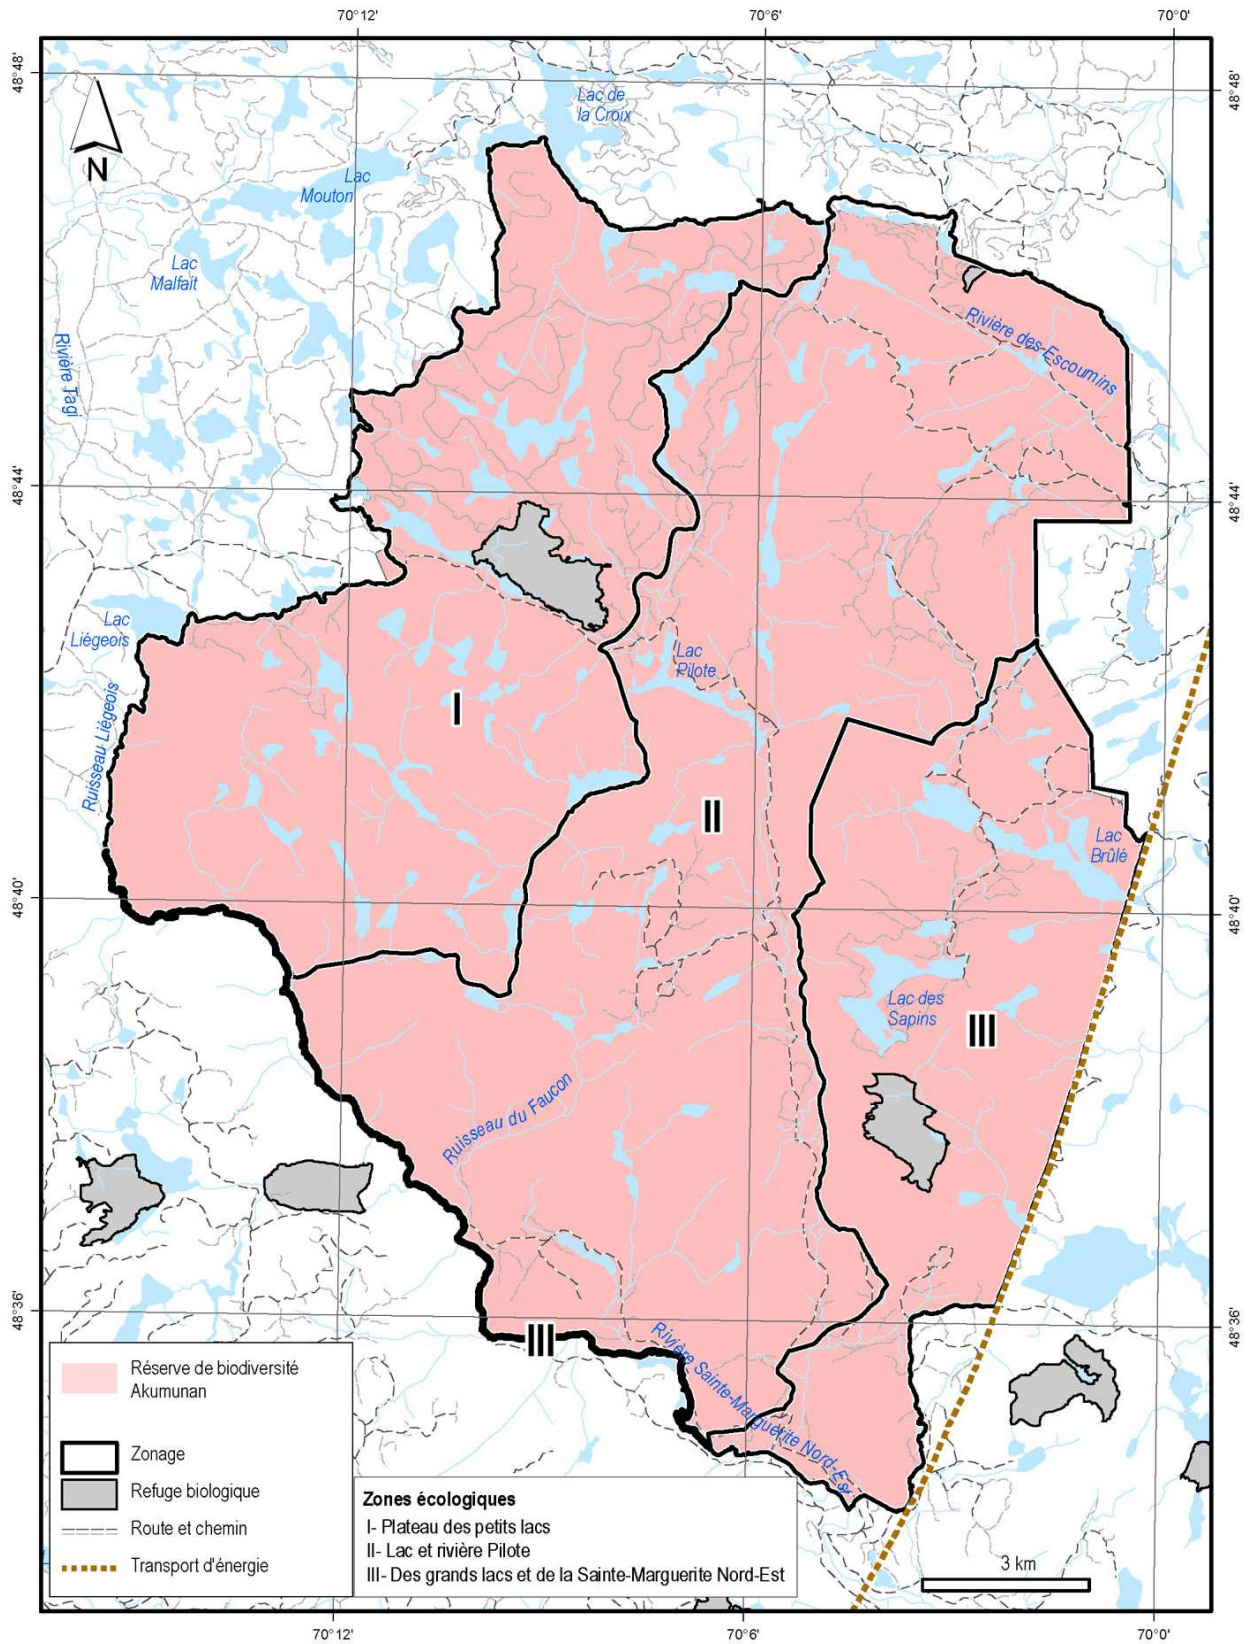 70°12'
70°6'
70°0'
48°48'
48°48'
N
Lac de
la Croix
Lac
Mouton
Lac
Malfait
Rivière Tagi
Rivière des Escoumins
48°44'
48°44'
Lac
Liégeois
Ruisseau Liégeois
Lac
Pilote
I
II
Lac
Brûlé
48°40'
48°40'
Lac des
Sapins
III
Ruisseau du Faucon
48°36'
48°36'
III
Rivière Sainte-Marguerite Nord-Est
Réserve de biodiversité
Akumunan
Zonage
Refuge biologique
Route et chemin
Transport d'énergie
Zones écologiques
I- Plateau des petits lacs
II- Lac et rivière Pilote
III- Des grands lacs et de la Sainte-Marguerite Nord-Est
3 km
70°12'
70°6'
70°0'